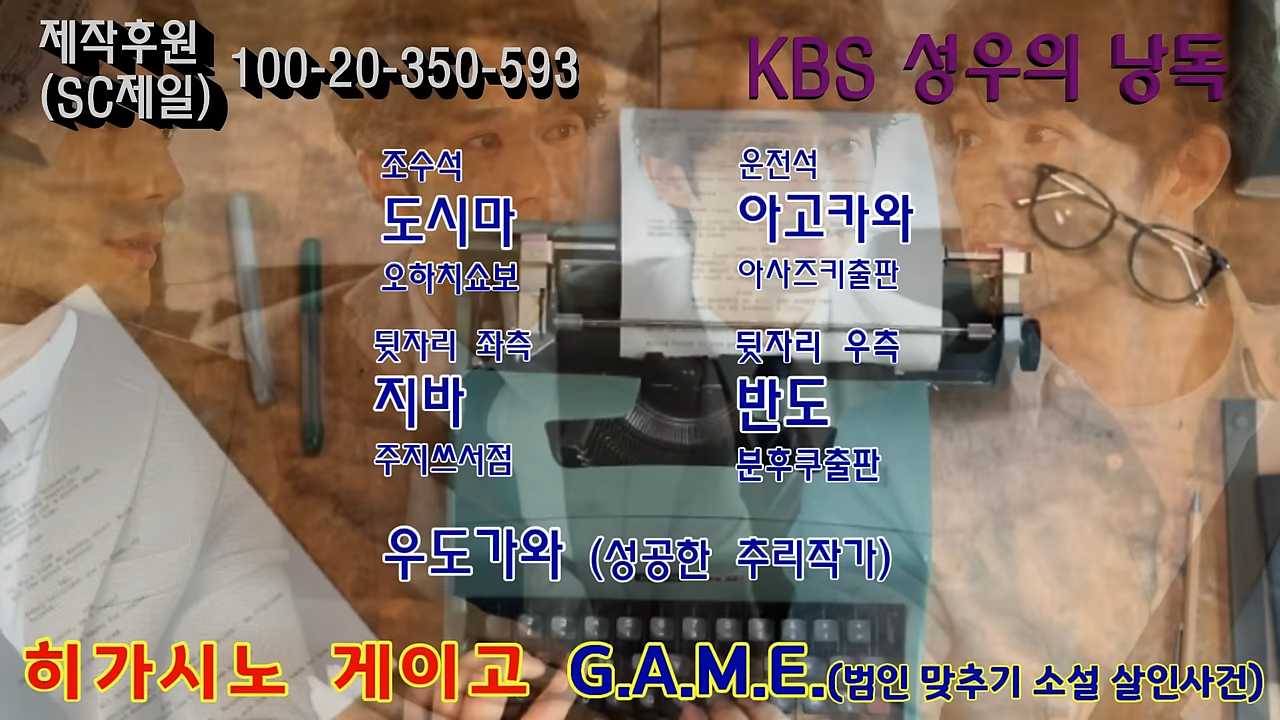 제작후원
(SC제일)
100-20-350-593
KBS 성우의 낭독
조수석
도시마
오하치쇼보
운전석
아고카와
아사즈키출판
뒷자리 좌측
지바
주지쓰서점
뒷자리 우측
반도
분후쿠출판
우도가와 (성공한 추리작가)
히가시노 게이고 G.A.M.E.(범인 맞추기 소설 살인사건)